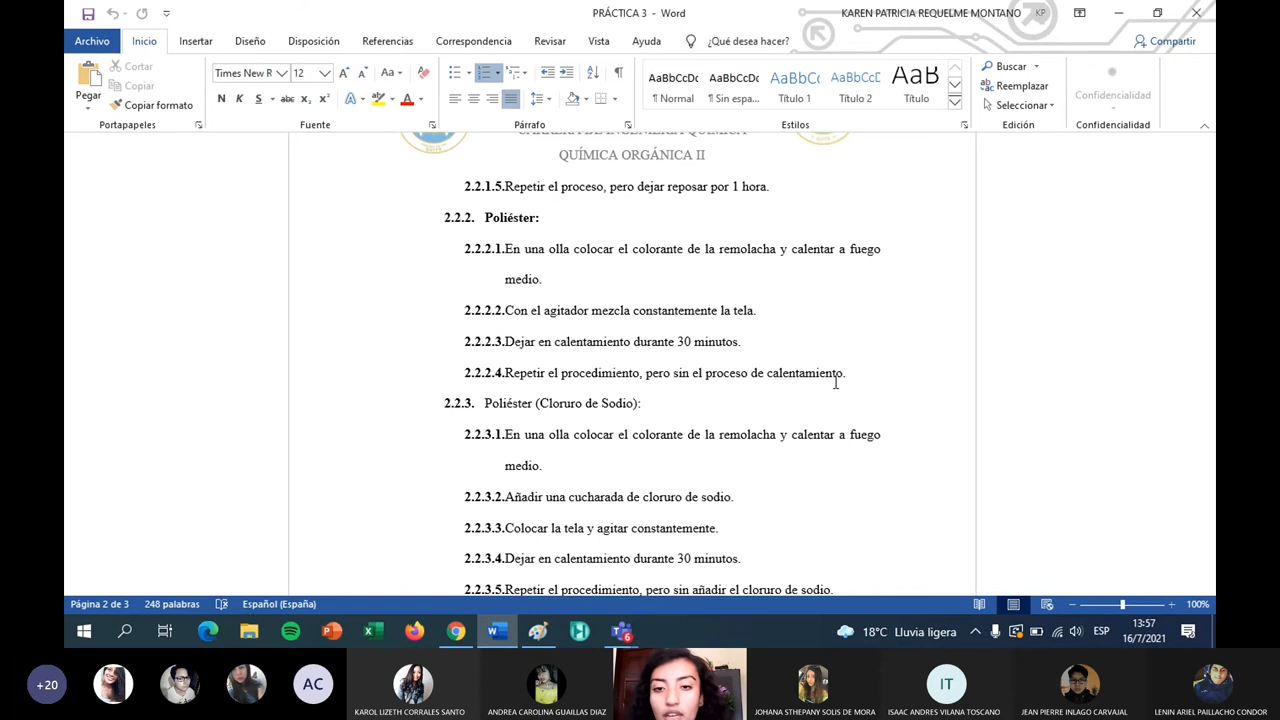 PRÁCTICA 3 - Word
KAREN PATRICIA REQUELME MONTANO
KP
Archivo
Inicio
Insertar
Diseño
Disposición
Referencias
Correspondencia
Revisar
Vista
Ayuda
¿Qué desea hacer?
Compartir
Pegar
Cortar
Copiar
Copiar formato
Portapapeles
Times New R
12
Aa
N K S abc x₂ x²
Fuente
Párrafo
AaBbCcDc
¶ Normal
AaBbCcDc
¶ Sin espa...
AaBbCc
Título 1
AaBbCcD
Título 2
AaB
Título
Estilos
Buscar
Reemplazar
Seleccionar
Edición
Confidencialidad
Confidencialidad
CARRERA DE INGENIERÍA QUÍMICA
QUÍMICA ORGÁNICA II
2.2.1.5.Repetir el proceso, pero dejar reposar por 1 hora.
2.2.2. Poliéster:
2.2.2.1.En una olla colocar el colorante de la remolacha y calentar a fuego
medio.
2.2.2.2.Con el agitador mezcla constantemente la tela.
2.2.2.3.Dejar en calentamiento durante 30 minutos.
2.2.2.4.Repetir el procedimiento, pero sin el proceso de calentamiento.
2.2.3. Poliéster (Cloruro de Sodio):
2.2.3.1.En una olla colocar el colorante de la remolacha y calentar a fuego
medio.
2.2.3.2.Añadir una cucharada de cloruro de sodio.
2.2.3.3.Colocar la tela y agitar constantemente.
2.2.3.4.Dejar en calentamiento durante 30 minutos.
2.2.3.5.Repetir el procedimiento, pero sin añadir el cloruro de sodio.
Página 2 de 3
248 palabras
Español (España)
100%
18°C Lluvia ligera
ESP
13:57
16/7/2021
+20
AC
KAROL LIZETH CORRALES SANTO
ANDREA CAROLINA GUAILLAS DIAZ
JOHANA STHEPANY SOLIS DE MORA
IT
ISAAC ANDRES VILANA TOSCANO
JEAN PIERRE INLAGO CARVAJAL
LENIN ARIEL PAILLACHO CONDOR